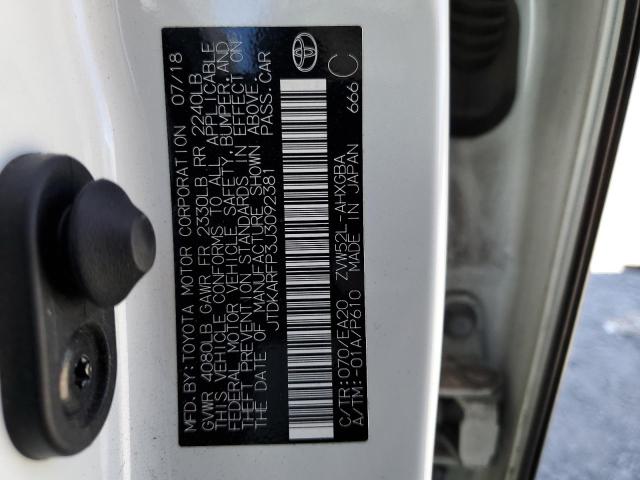 MFD. BY: TOYOTA MOTOR CORPORATION 07/18
GVWR 4080LB GAWR FR 2330LB RR 2240LB
THIS VEHICLE CONFORMS TO ALL APPLICABLE
FEDERAL MOTOR VEHICLE SAFETY, BUMPER, AND
THEFT PREVENTION STANDARDS IN EFFECT ON
THE DATE OF MANUFACTURE SHOWN ABOVE.
JTDKARFP3J3092381 PASS. CAR
C/TR: 070/EA20 ZVW52L-AHXGBA
A/TM: -01A/P610 MADE IN JAPAN 666 C